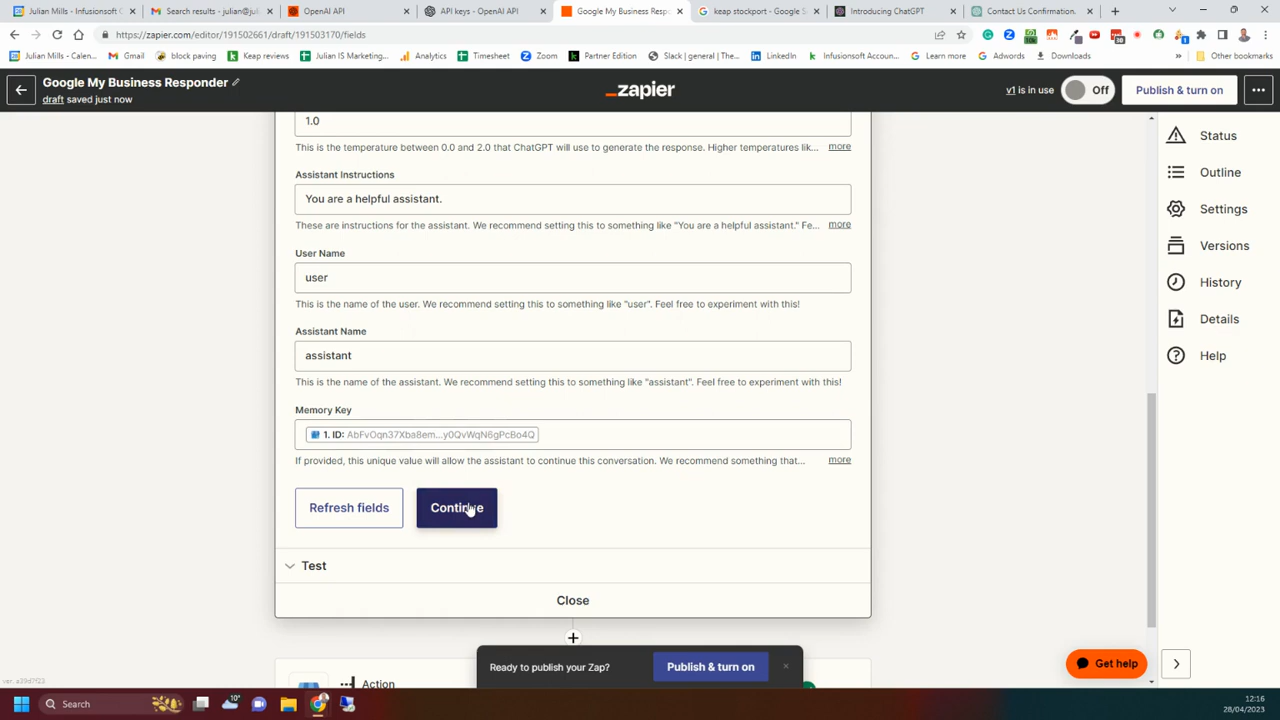 Julian Mills - Infusionsoft C
Search results - julian@juli
OpenAI API
API keys - OpenAI API
Google My Business Respo
keap stockport - Google S
Introducing ChatGPT
Contact Us Confirmation.
https://zapier.com/editor/191502661/draft/191503170/fields
Julian Mills - Calen...
Gmail
block paving
Keap reviews
Julian & Marketing...
Analytics
Timesheet
Zoom
Partner Edition
Slack | general | The...
LinkedIn
Infusionsoft Accoun...
Learn more
Adwords
Downloads
Other bookmarks
Google My Business Responder
draft saved just now
_zapier
v1 is in use
Off
Publish & turn on
1.0
This is the temperature between 0.0 and 2.0 that ChatGPT will use to generate the response. Higher temperatures lik... more
Assistant Instructions
You are a helpful assistant.
These are instructions for the assistant. We recommend setting this to something like "You are a helpful assistant." Fe... more
User Name
user
This is the name of the user. We recommend setting this to something like "user". Feel free to experiment with this!
Assistant Name
assistant
This is the name of the assistant. We recommend setting this to something like "assistant". Feel free to experiment with this!
Memory Key
1. ID: AbFvOqn37Xba8em...y0QvWqN6gPcBo4Q
If provided, this unique value will allow the assistant to continue this conversation. We recommend something that... more
Refresh fields
Continue
Test
Close
Ready to publish your Zap?
Publish & turn on
Action
Status
Outline
Settings
Versions
History
Details
Help
Get help
ver.a39d7f23
Search
10°
12:16
28/04/2023